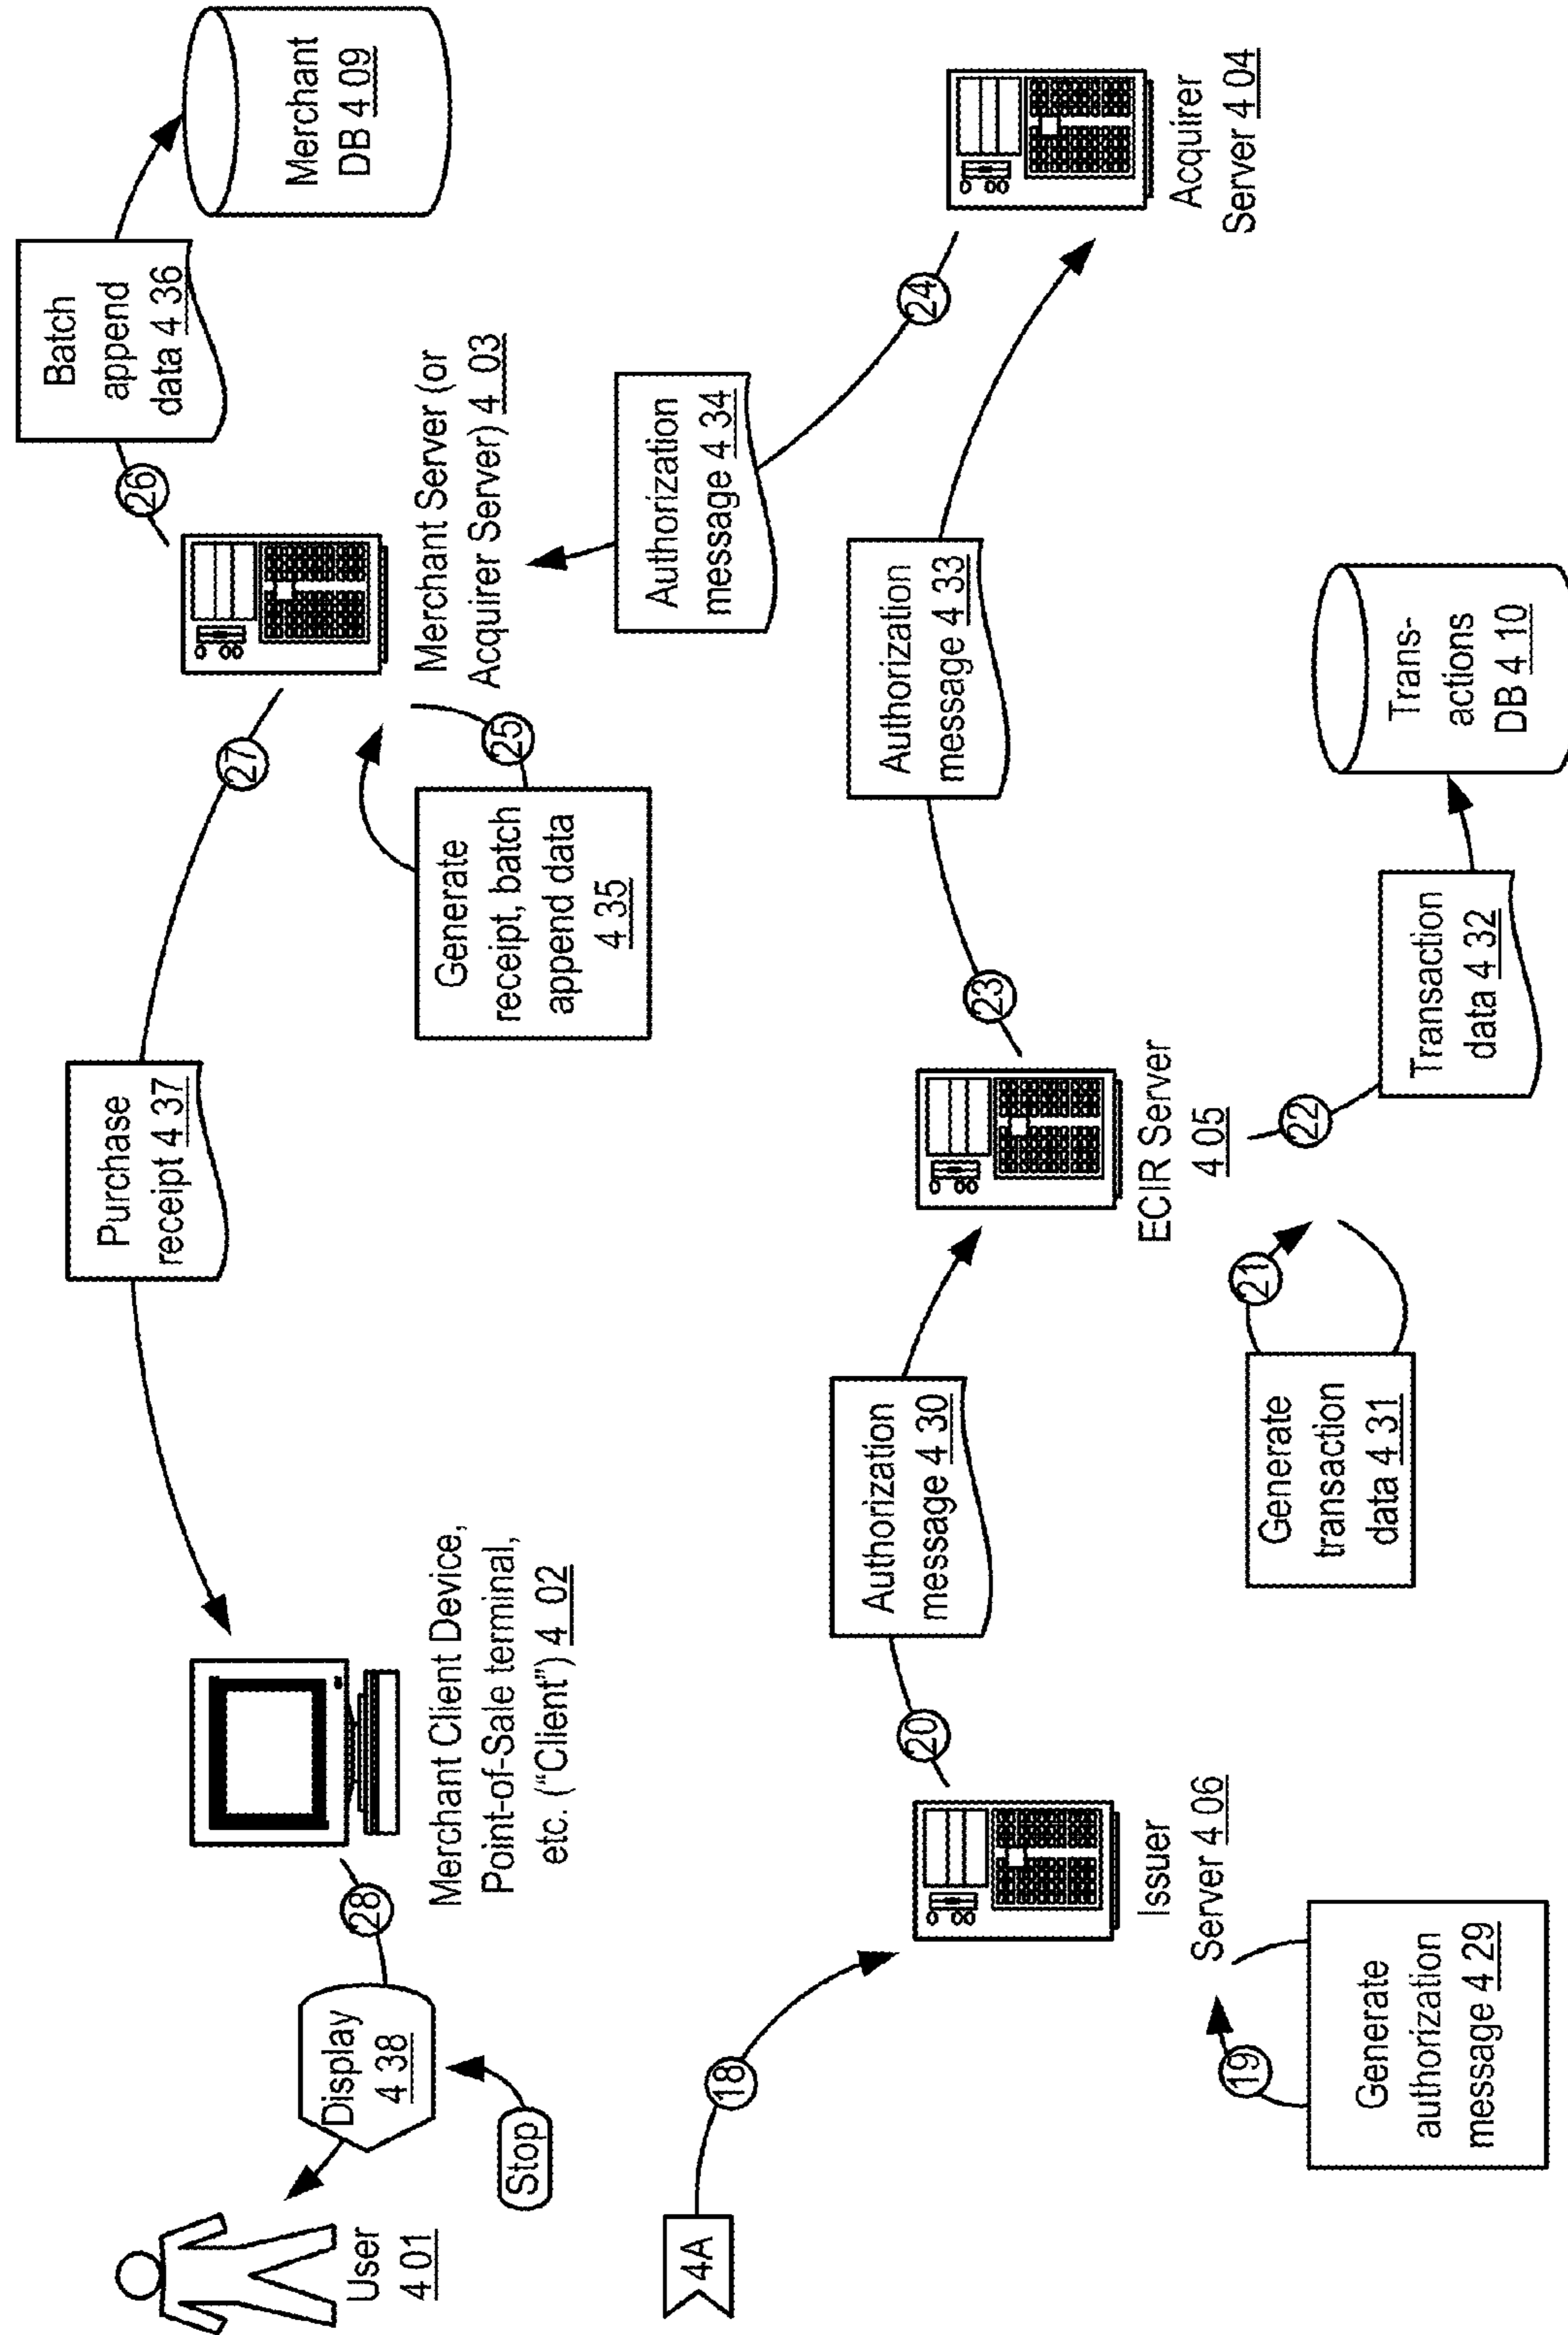 User
4 01
Display
4 38
Stop
28
Merchant Client Device,
Point-of-Sale terminal,
etc. (“Client”) 4 02
Purchase
receipt 4 37
27
Merchant Server (or
Acquirer Server) 4 03
25
Generate
receipt, batch
append data
4 35
26
Batch
append
data 4 36
Merchant
DB 4 09
4A
18
Issuer
Server 4 06
19
Generate
authorization
message 4 29
20
Authorization
message 4 30
ECIR Server
4 05
21
Generate
transaction
data 4 31
22
Transaction
data 4 32
Trans-
actions
DB 4 10
23
Authorization
message 4 33
Acquirer
Server 4 04
24
Authorization
message 4 34